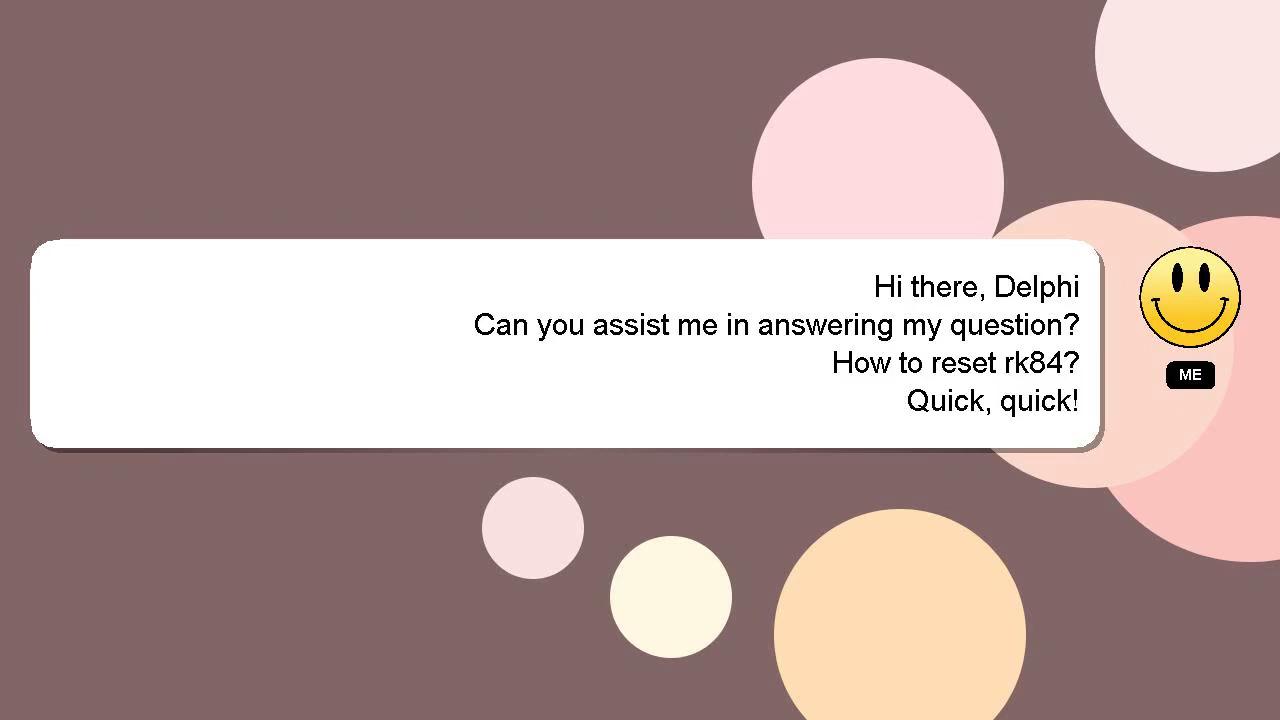 Hi there, Delphi
Can you assist me in answering my question?
How to reset rk84?
Quick, quick!
ME